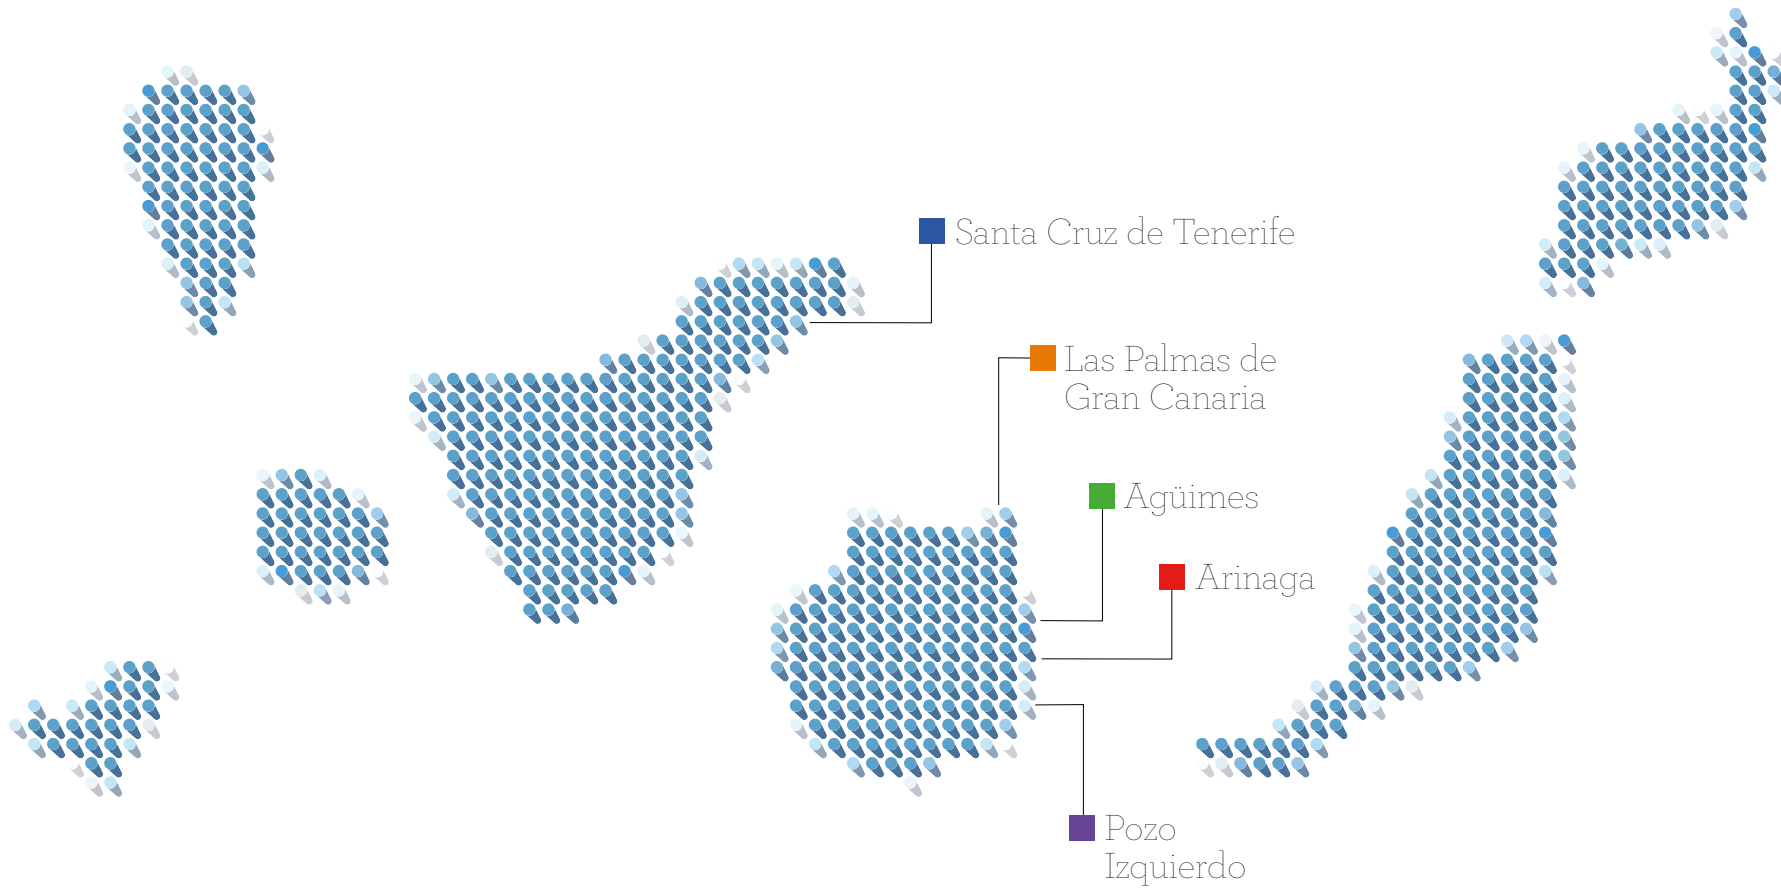 Santa Cruz de Tenerife
Las Palmas de
Gran Canaria
Agüimes
Arinaga
Pozo
Izquierdo